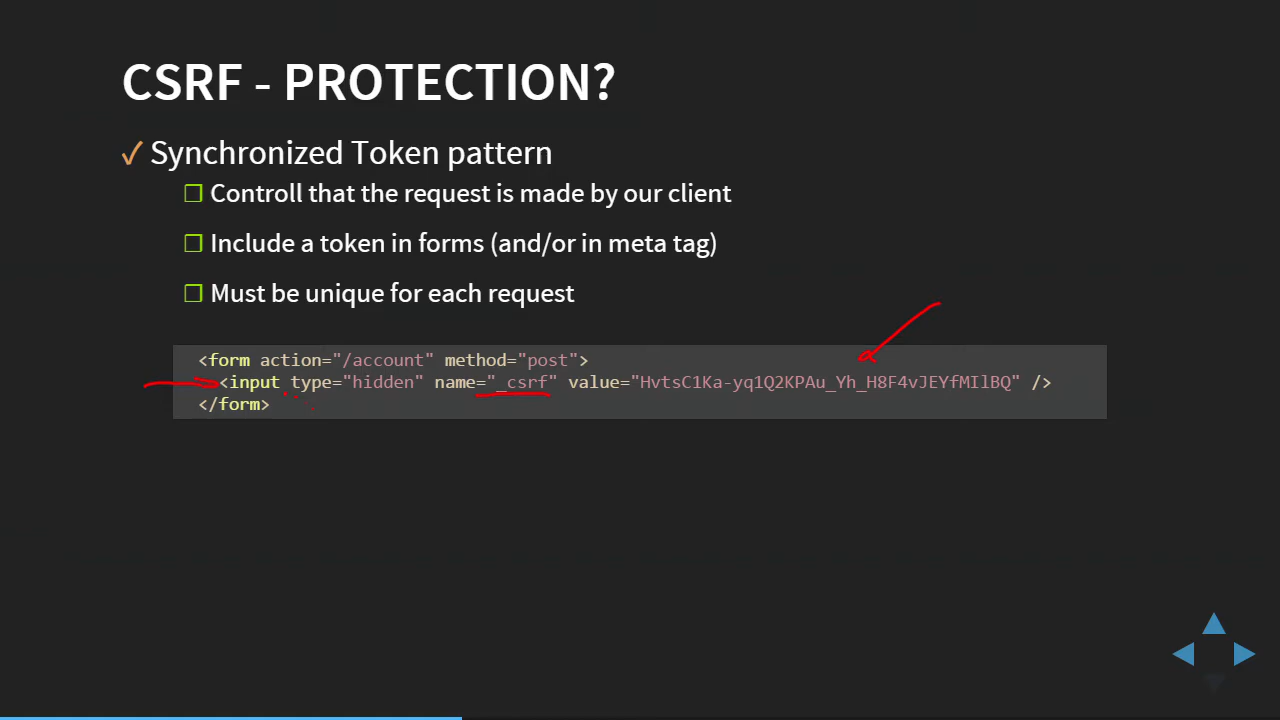 CSRF - PROTECTION?
✓ Synchronized Token pattern
❒ Controll that the request is made by our client
❒ Include a token in forms (and/or in meta tag)
❒ Must be unique for each request
<form action="/account" method="post">
<input type="hidden" name="_csrf" value="HvtsC1Ka-yq1Q2KPAu_Yh_H8F4vJEYfMIlBQ" />
</form>